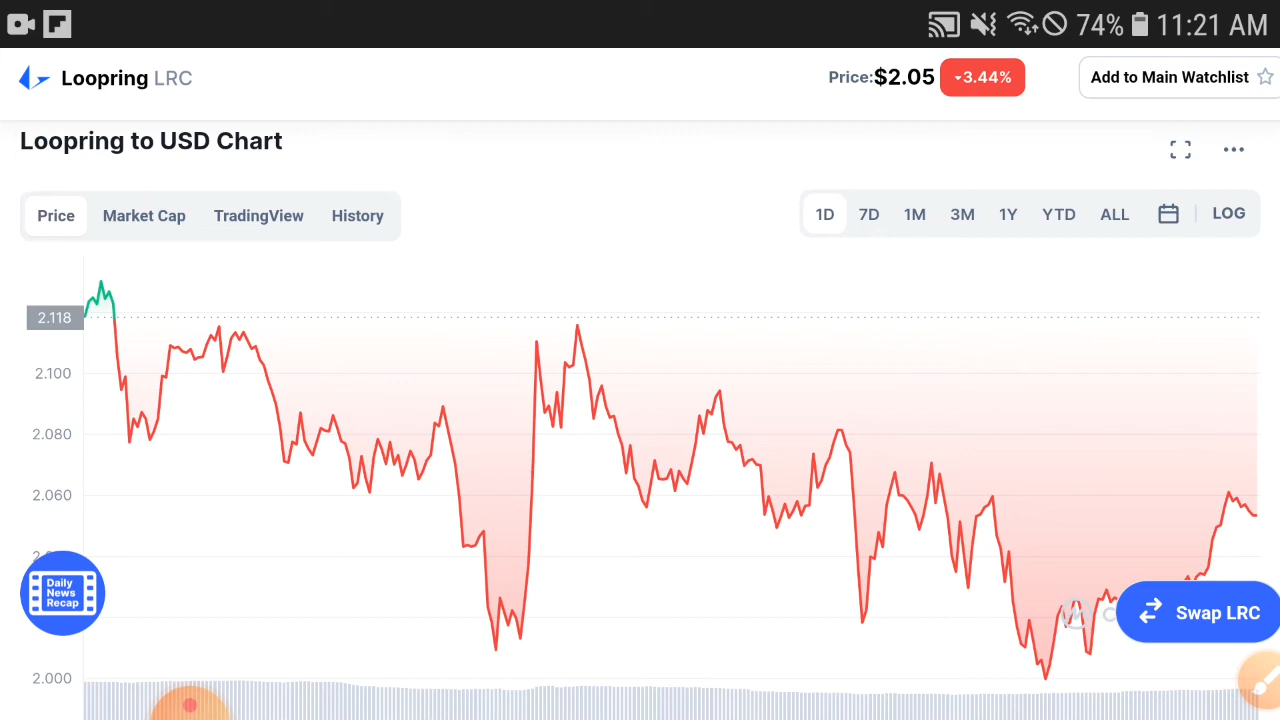 74% 11:21 AM
Loopring LRC
Price:$2.05 -3.44%
Add to Main Watchlist
Loopring to USD Chart
Price Market Cap TradingView History
1D 7D 1M 3M 1Y YTD ALL LOG
2.118
2.100
2.080
2.060
Daily
News
Recap
Swap LRC
2.000